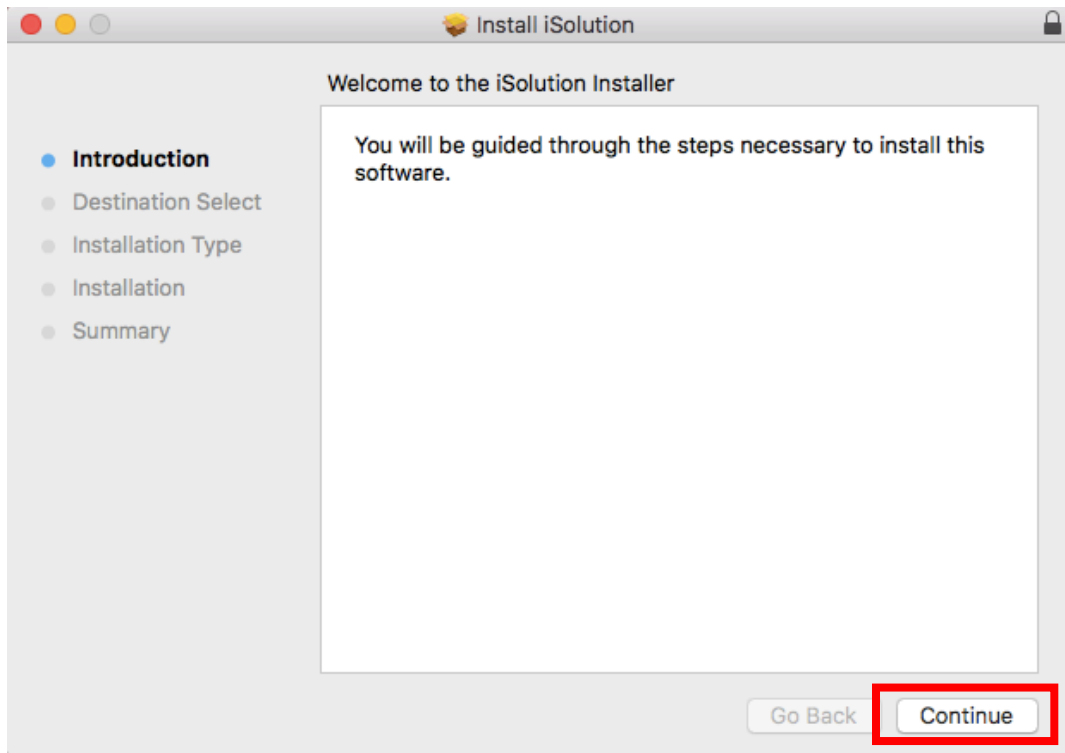 Install iSolution
Welcome to the iSolution Installer
Introduction
Destination Select
Installation Type
Installation
Summary
You will be guided through the steps necessary to install this
software.
Go Back
Continue